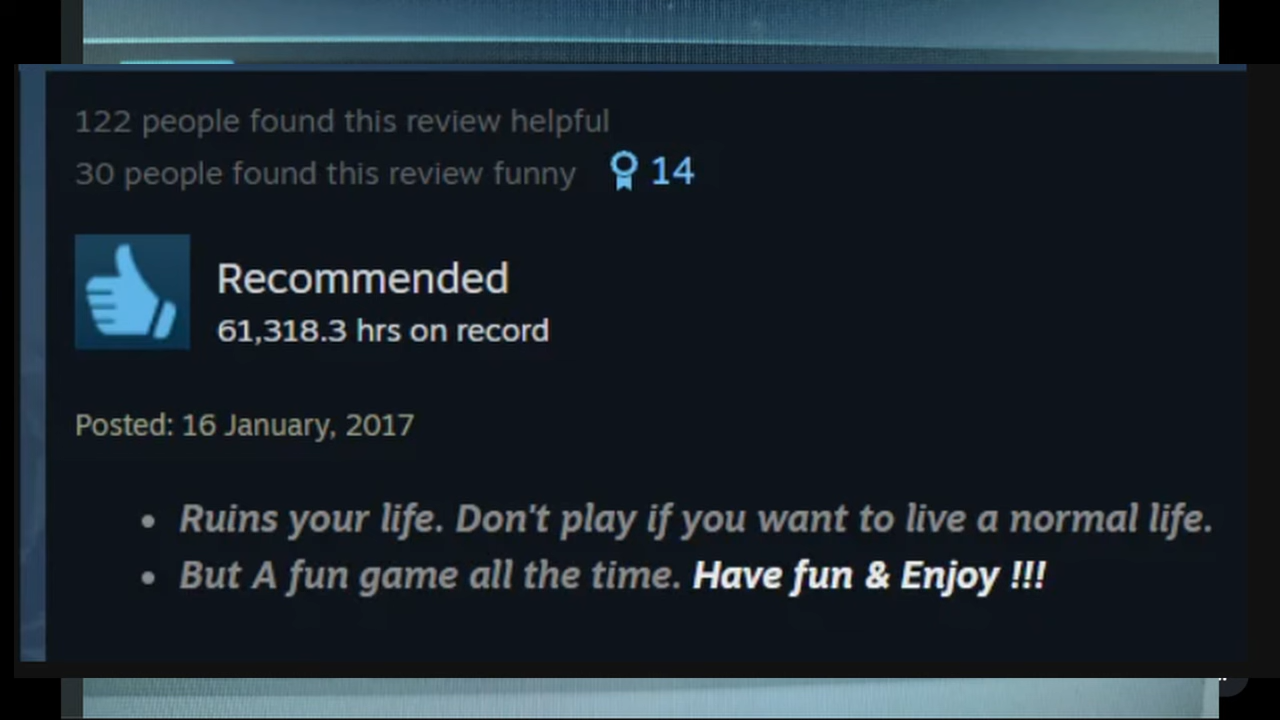 122 people found this review helpful
30 people found this review funny 14
Recommended
61,318.3 hrs on record
Posted: 16 January, 2017
• Ruins your life. Don't play if you want to live a normal life.
• But A fun game all the time. Have fun & Enjoy !!!